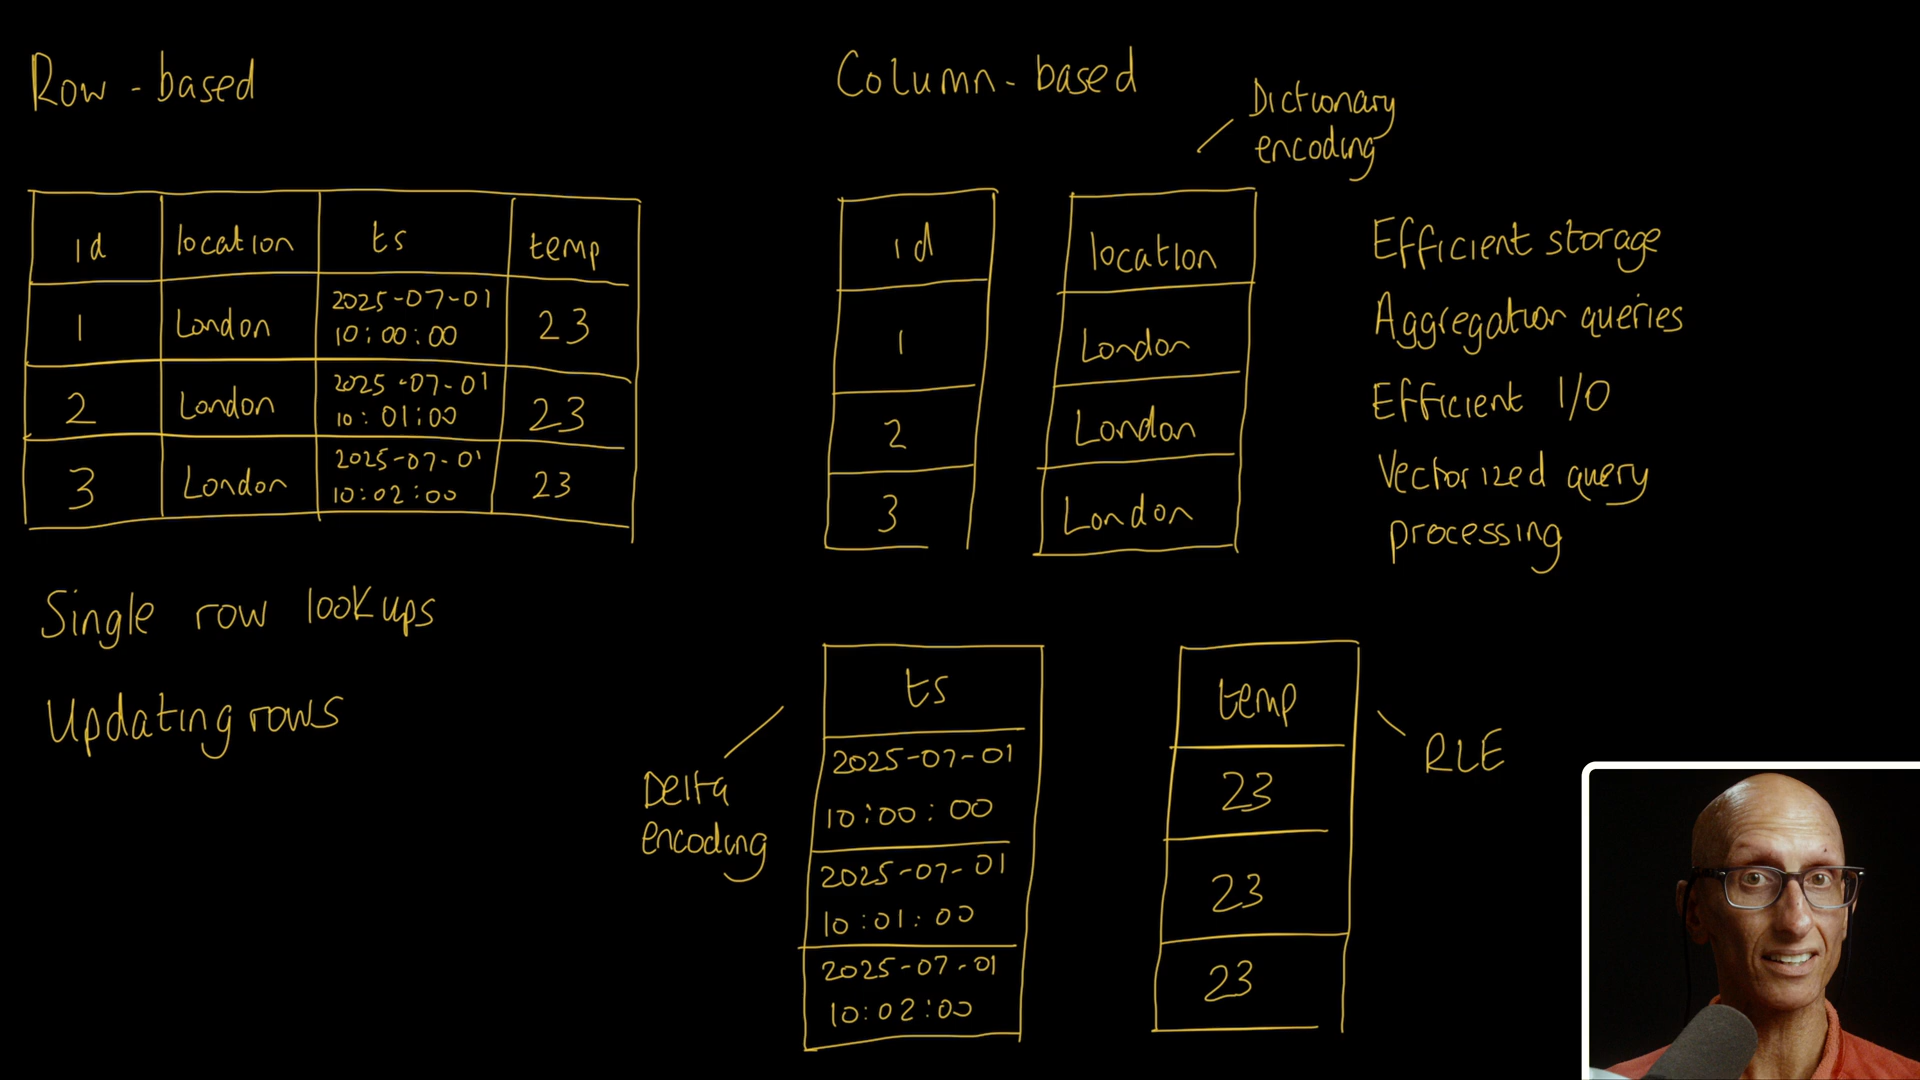 Row-based
id location ts temp
1 London 2025-07-01 10:00:00 23
2 London 2025-07-01 10:01:00 23
3 London 2025-07-01 10:02:00 23
Single row lookups
Updating rows
Column-based
Dictionary
encoding
id
1
2
3
location
London
London
London
Efficient storage
Aggregation queries
Efficient I/O
Vectorized query
processing
Delta
encoding
ts
2025-07-01
10:00:00
2025-07-01
10:01:00
2025-07-01
10:02:00
temp
23
23
23
RLE